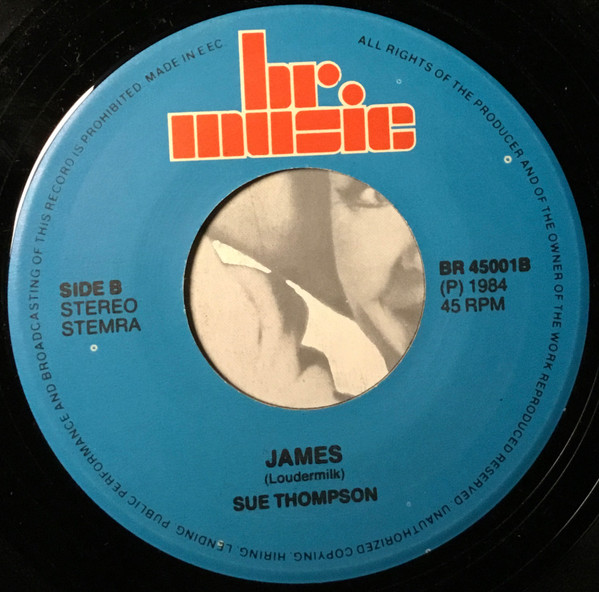 br.
music
ALL RIGHTS OF THE PRODUCER AND OF THE OWNER OF THE WORK REPRODUCED RESERVED UNAUTHORIZED COPYING, HIRING, LENDING, PUBLIC PERFORMANCE AND BROADCASTING OF THIS RECORD IS PROHIBITED. MADE IN EEC.
SIDE B
STEREO
STEMRA
BR 45001B
(P) 1984
45 RPM
JAMES
(Loudermilk)
SUE THOMPSON